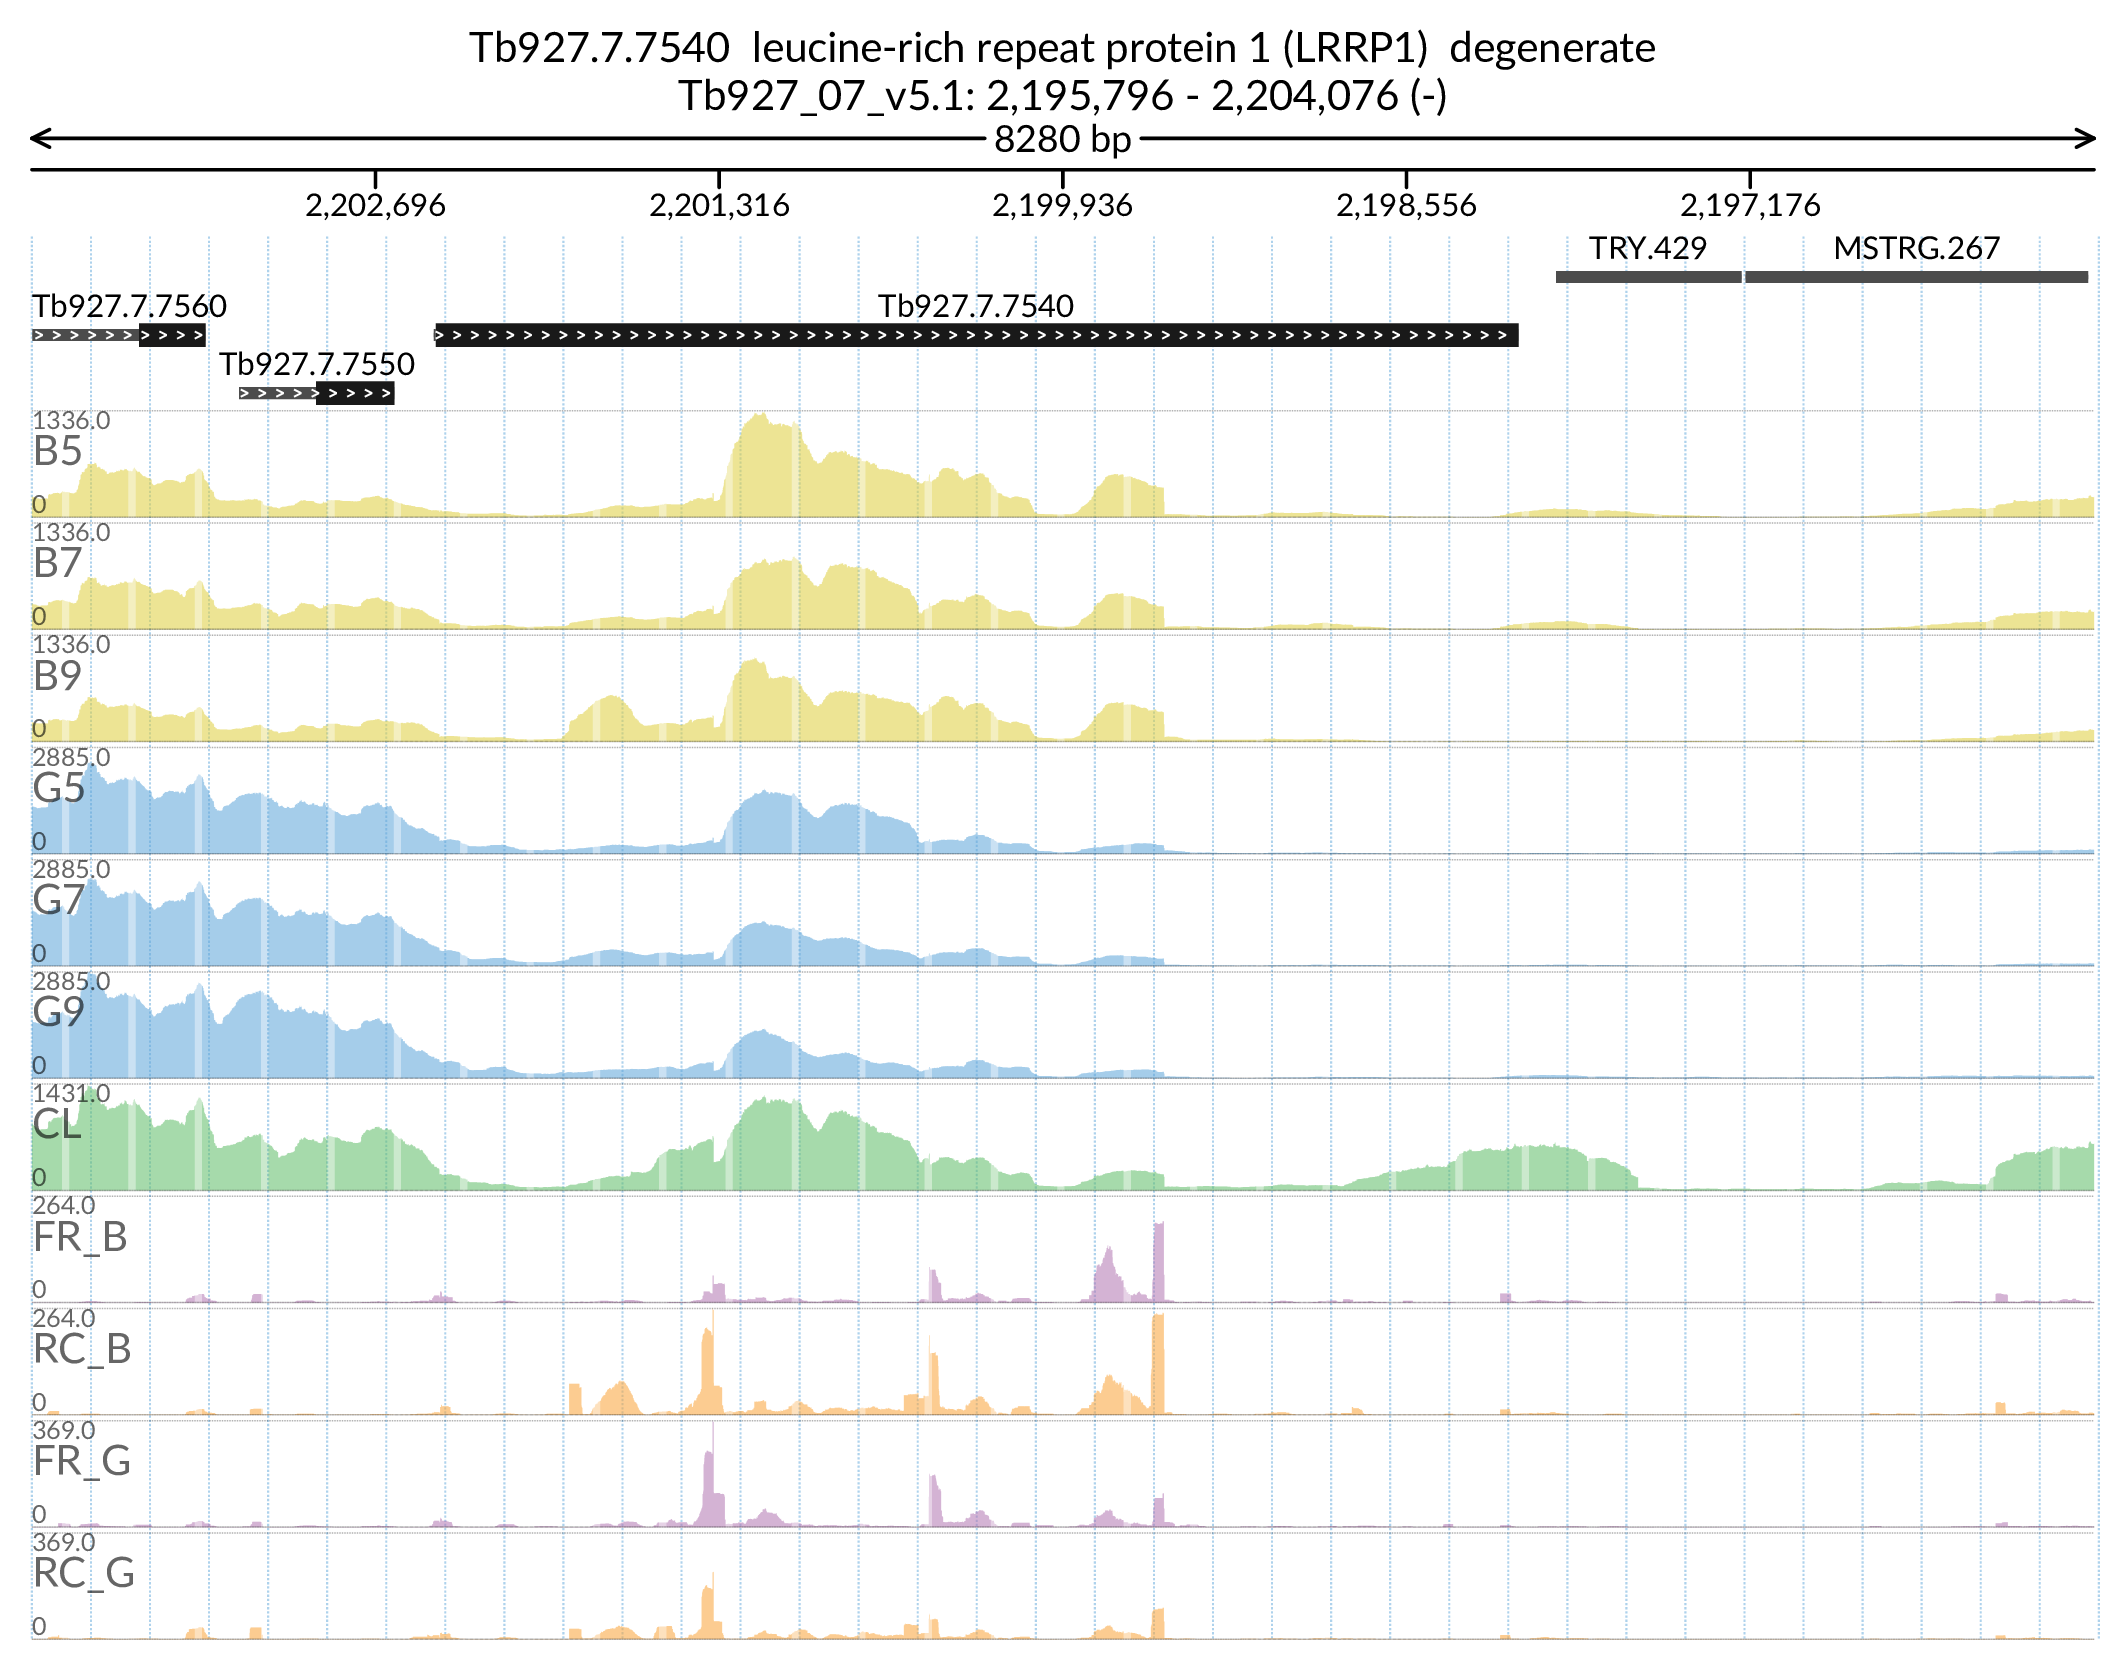 Tb927.7.7540 leucine-rich repeat protein 1 (LRRP1) degenerate
Tb927_07_v5.1: 2,195,796 - 2,204,076 (-)
8280 bp
2,202,696 2,201,316 2,199,936 2,198,556 2,197,176
TRY.429 MSTRG.267
Tb927.7.7560 Tb927.7.7540
Tb927.7.7550
1336.0
B5
0
1336.0
B7
0
1336.0
B9
0
2885.0
G5
0
2885.0
G7
0
2885.0
G9
0
1431.0
CL
0
264.0
FR_B
0
264.0
RC_B
0
369.0
FR_G
0
369.0
RC_G
0